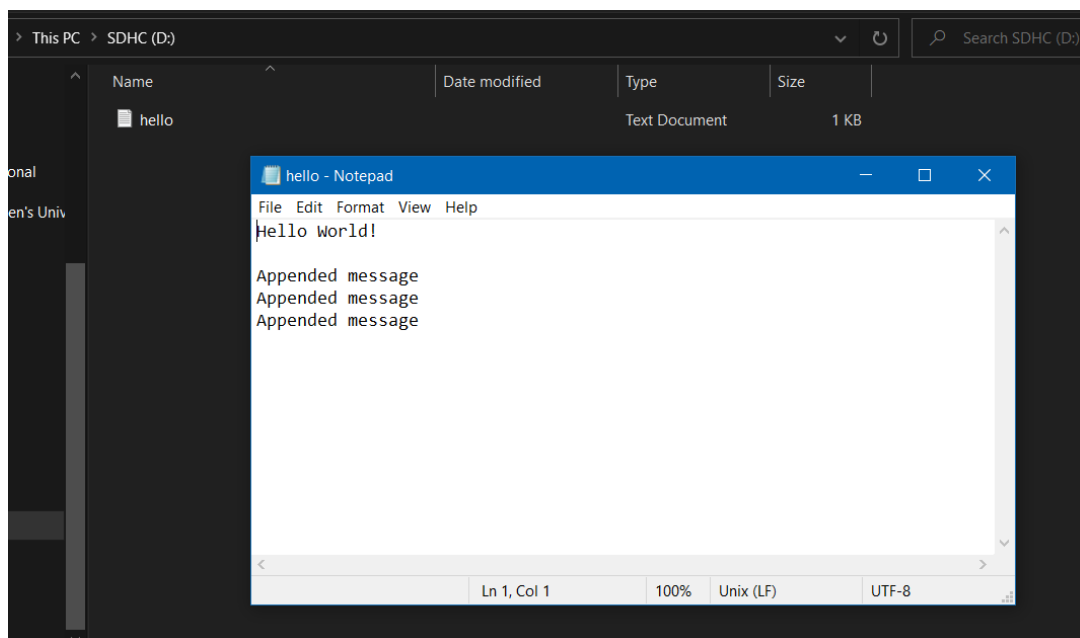 This PC > SDHC (D:)
Search SDHC (D:)
Name Date modified Type Size
hello Text Document 1 KB
onal
en's Univ
hello - Notepad
File Edit Format View Help
Hello World!
Appended message
Appended message
Appended message
Ln 1, Col 1 100% Unix (LF) UTF-8